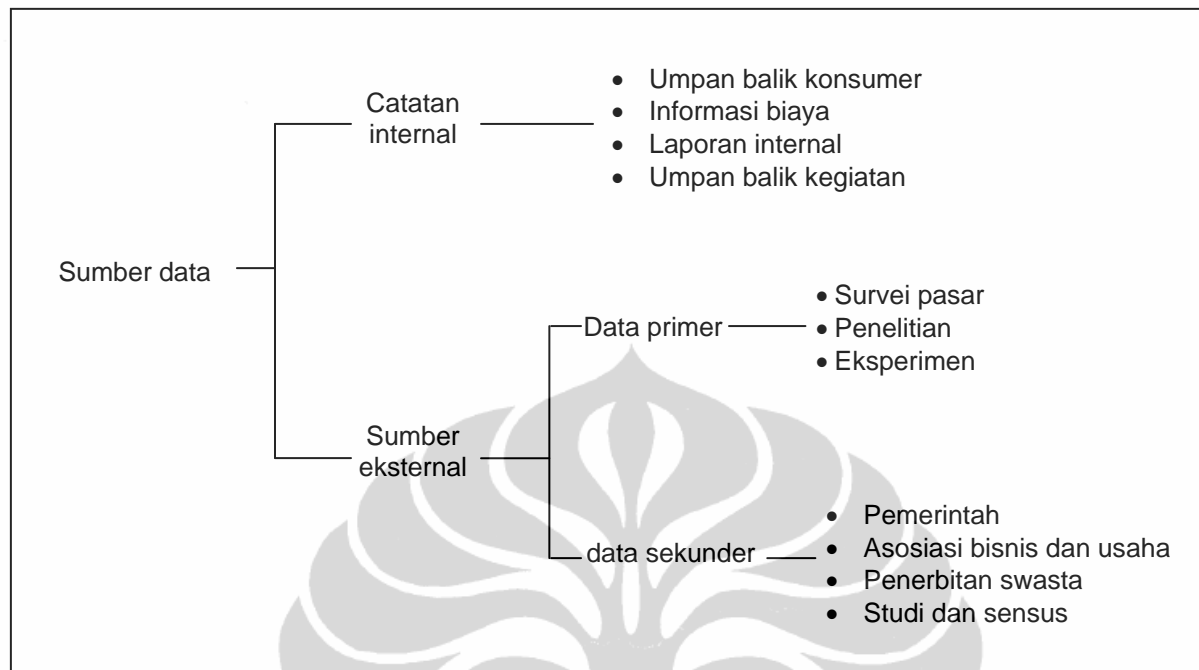 Catatan
internal
• Umpan balik konsumer
• Informasi biaya
• Laporan internal
• Umpan balik kegiatan
Sumber data
Data primer
• Survei pasar
• Penelitian
• Eksperimen
Sumber
eksternal
data sekunder
• Pemerintah
• Asosiasi bisnis dan usaha
• Penerbitan swasta
• Studi dan sensus